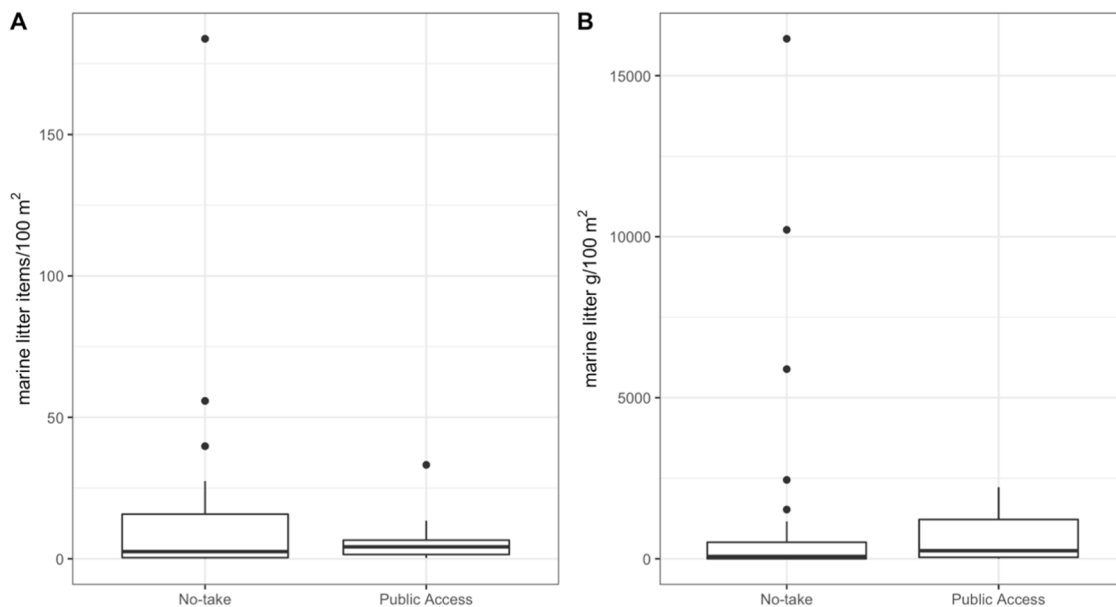 A
marine litter items/100 m²
150
100
50
0
No-take
Public Access
B
marine litter g/100 m²
15000
10000
5000
0
No-take
Public Access